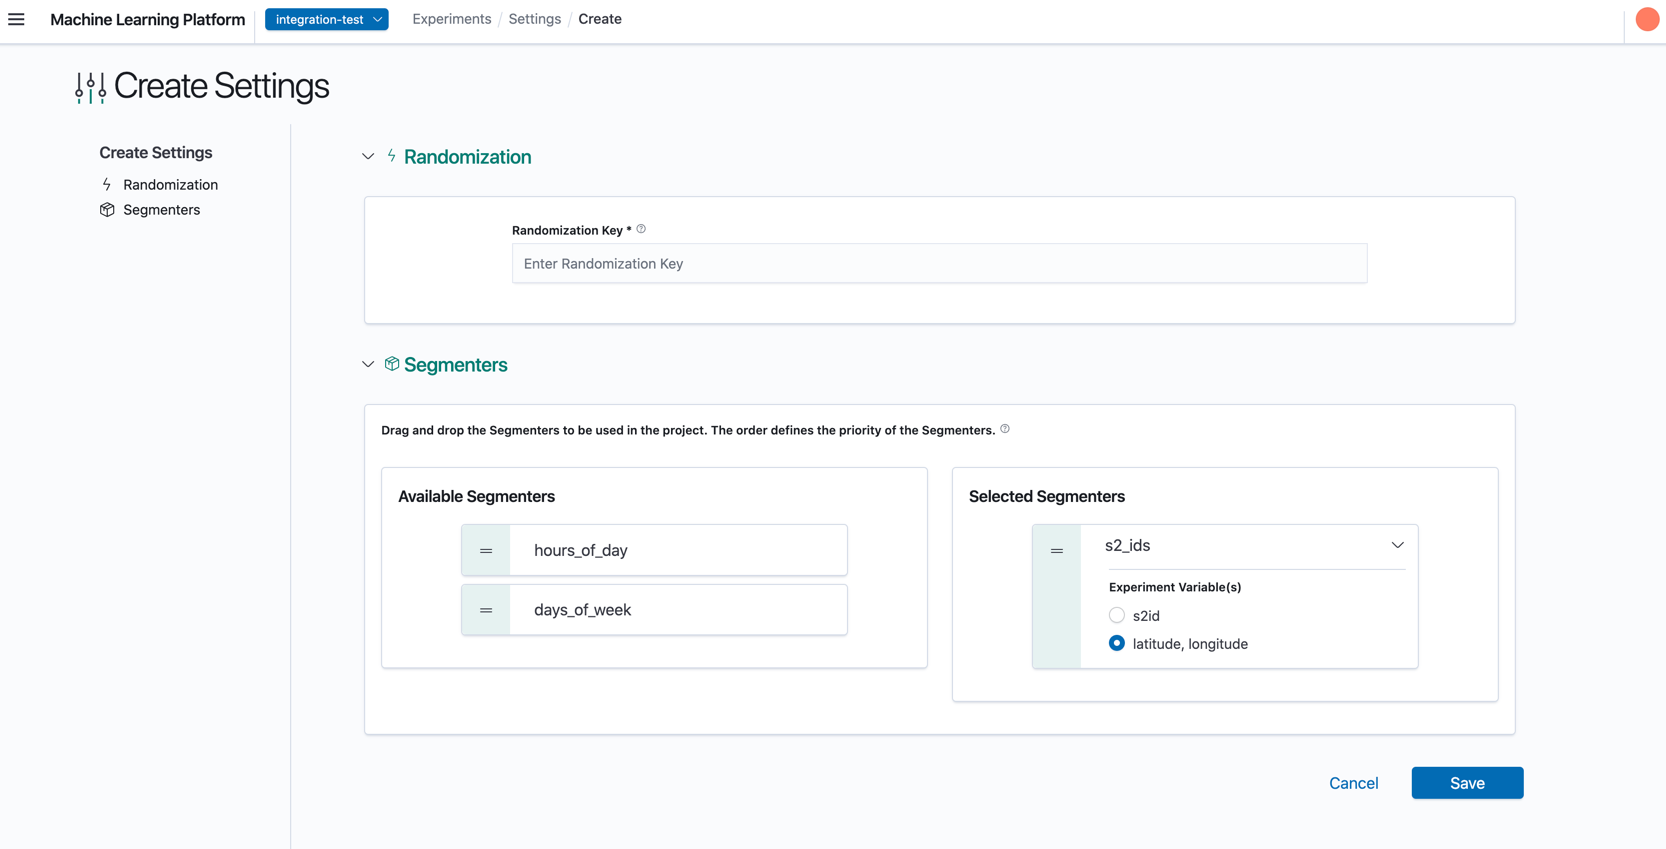 Machine Learning Platform
integration-test
Experiments / Settings / Create
Create Settings
Create Settings
Randomization
Segmenters
Randomization
Randomization Key *
Enter Randomization Key
Segmenters
Drag and drop the Segmenters to be used in the project. The order defines the priority of the Segmenters.
Available Segmenters
hours_of_day
days_of_week
Selected Segmenters
s2_ids
Experiment Variable(s)
s2id
latitude, longitude
Cancel
Save